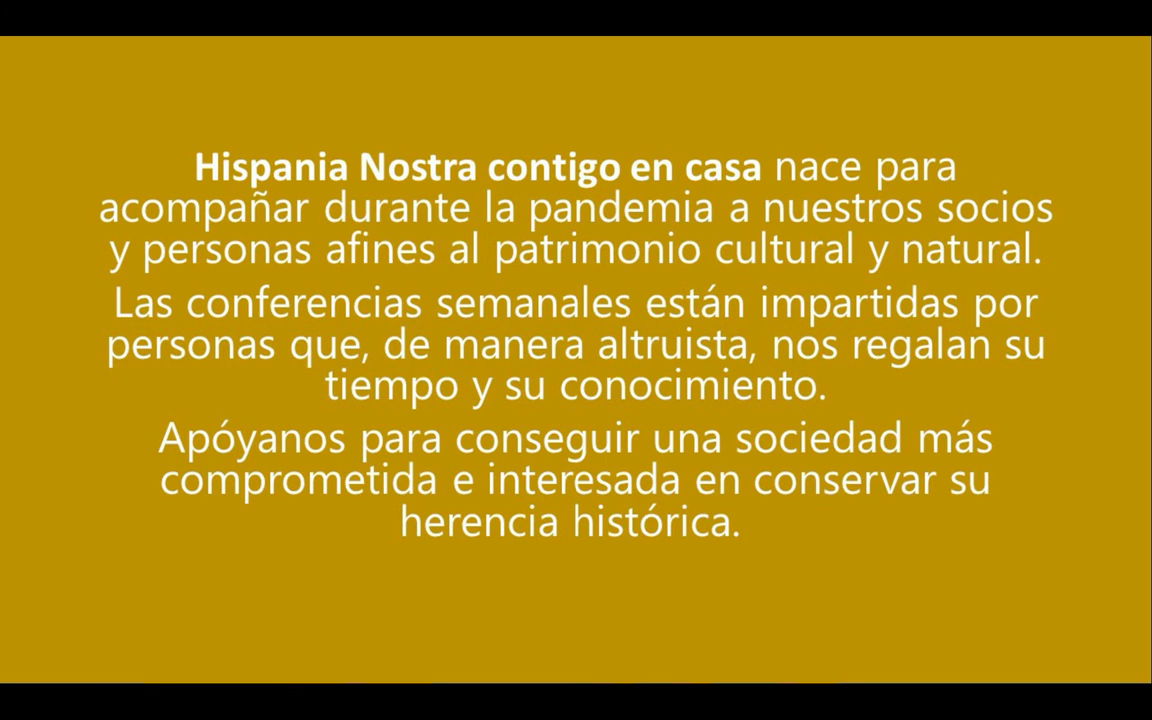 Hispania Nostra contigo en casa nace para
acompañar durante la pandemia a nuestros socios
y personas afines al patrimonio cultural y natural.
Las conferencias semanales están impartidas por
personas que, de manera altruista, nos regalan su
tiempo y su conocimiento.
Apóyanos para conseguir una sociedad más
comprometida e interesada en conservar su
herencia histórica.